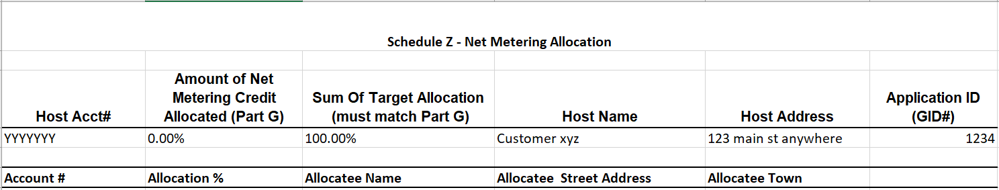 Schedule Z - Net Metering Allocation
Amount of Net
Metering Credit
Sum Of Target Allocation
Application ID
Host Acct#
Allocated (Part G)
(must match Part G)
Host Name
Host Address
(GID#)
YYYYYYY 0.00% 100.00% Customer xyz 123 main st anywhere 1234
Account # Allocation % Allocatee Name Allocatee  Street Address Allocatee Town